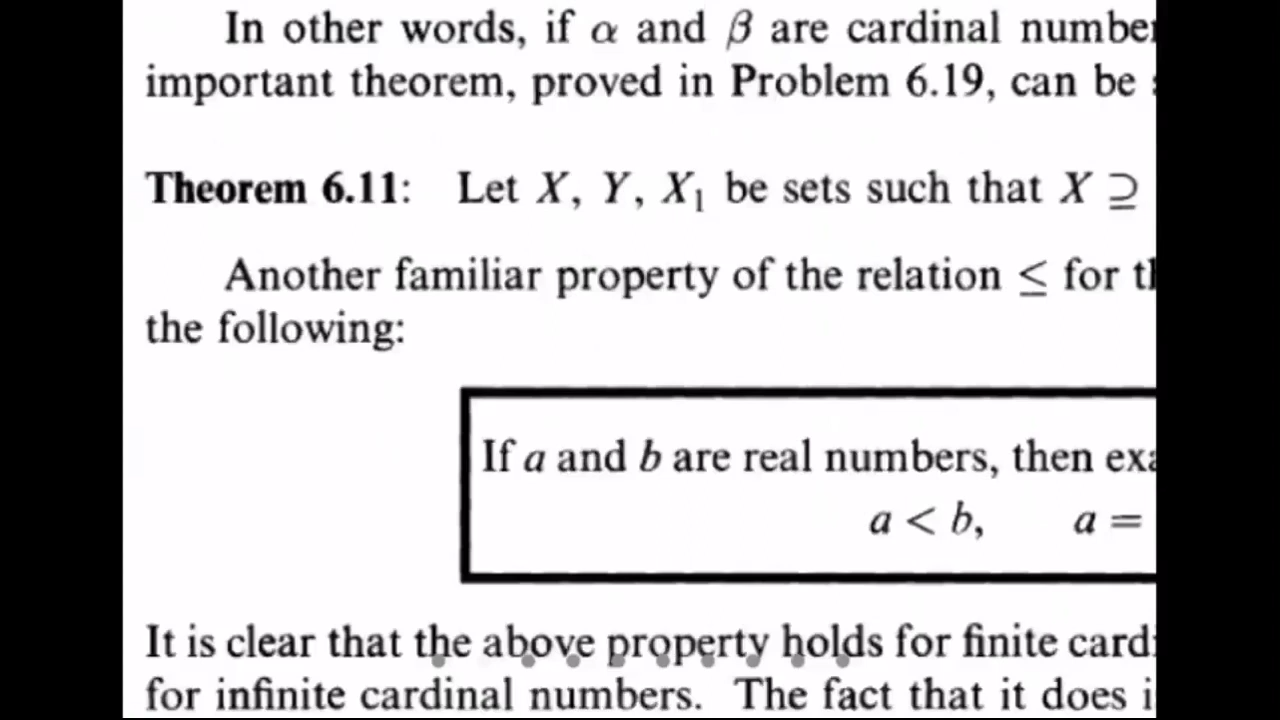 In other words, if α and β are cardinal
important theorem, proved in Problem 6.19, can be
Theorem 6.11: Let X, Y, X₁ be sets such that X ⊇
Another familiar property of the relation ≤ for
the following:
If a and b are real numbers, then
a < b, a =
It is clear that the above property holds for finite
for infinite cardinal numbers. The fact that it does